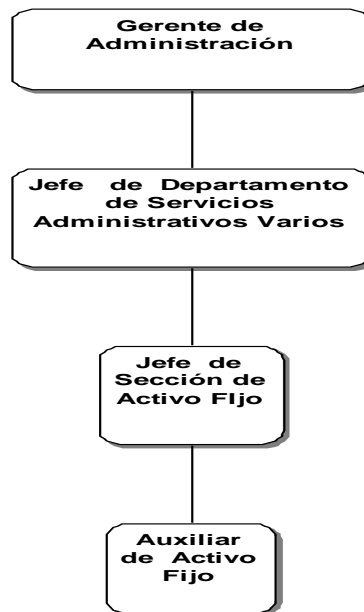 Gerente de
Administración
Jefe de Departamento
de Servicios
Administrativos Varios
Jefe de
Sección de
Activo FIjo
Auxiliar
de Activo
Fijo